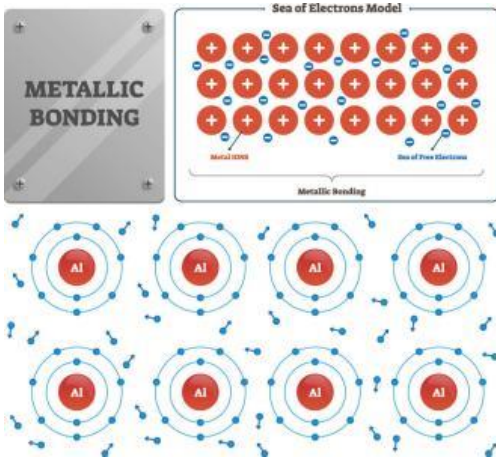 METALLIC
BONDING
Sea of Electrons Model
+ + + + + + + +
+ + + + + + + +
+ + + + + + + +
Metal IONS
Sea of Free Electrons
Metallic Bonding
Al Al Al Al
Al Al Al Al